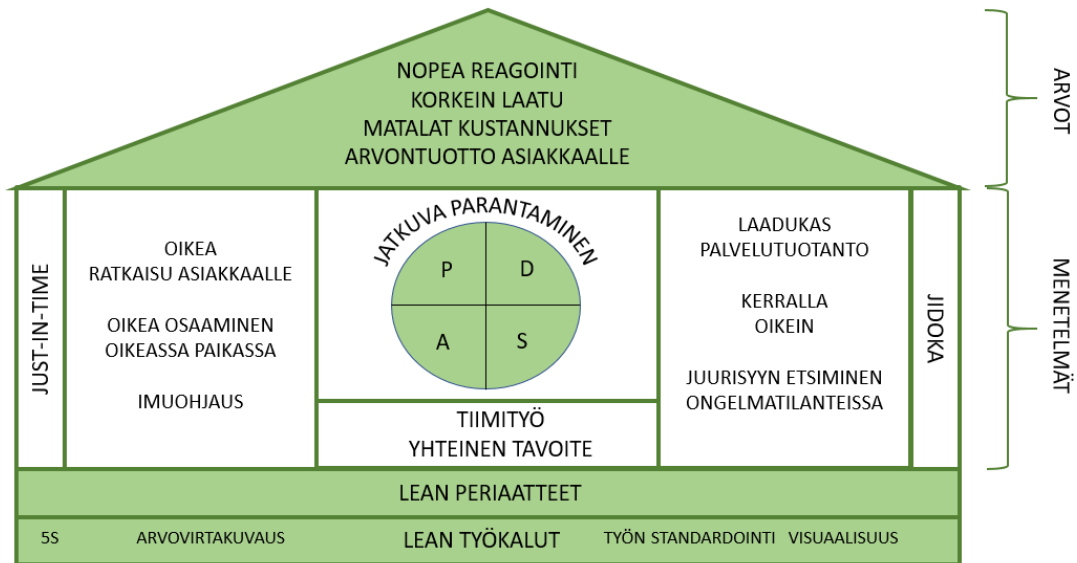 NOPEA REAGOINTI
KORKEIN LAATU
MATALAT KUSTANNUKSET
ARVONTUOTTO ASIAKKAALLE
ARVOT
JUST-IN-TIME
OIKEA
RATKAISU ASIAKKAALLE
OIKEA OSAAMINEN
OIKEASSA PAIKASSA
IMUOHJAUS
JATKUVA PARANTAMINEN
P D
A S
TIIMITYÖ
YHTEINEN TAVOITE
LAADUKAS
PALVELUTUOTANTO
KERRALLA
OIKEIN
JUURISYYN ETSIMINEN
ONGELMATILANTEISSA
JIDOKA
MENETELMÄT
LEAN PERIAATTEET
5S ARVOVIRTAKUVAUS LEAN TYÖKALUT TYÖN STANDARDOINTI VISUAALISUUS